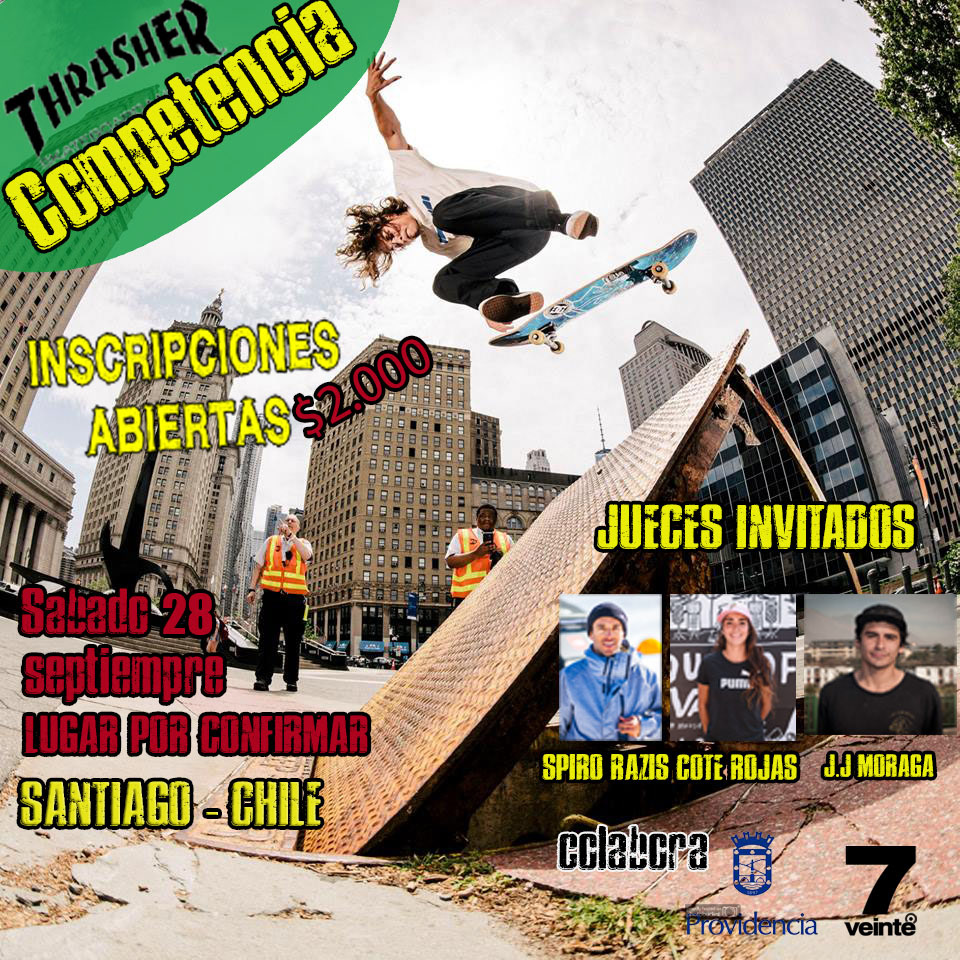 THRASHER
Competencia
INSCRIPCIONES
ABIERTAS $2.000
JUECES INVITADOS
Sabado 28
septiempre
LUGAR POR CONFIRMAR
SANTIAGO - CHILE
PUMA
SPIRO RAZIS COTE ROJAS J.J MORAGA
colabora
Providencia
7
veinte